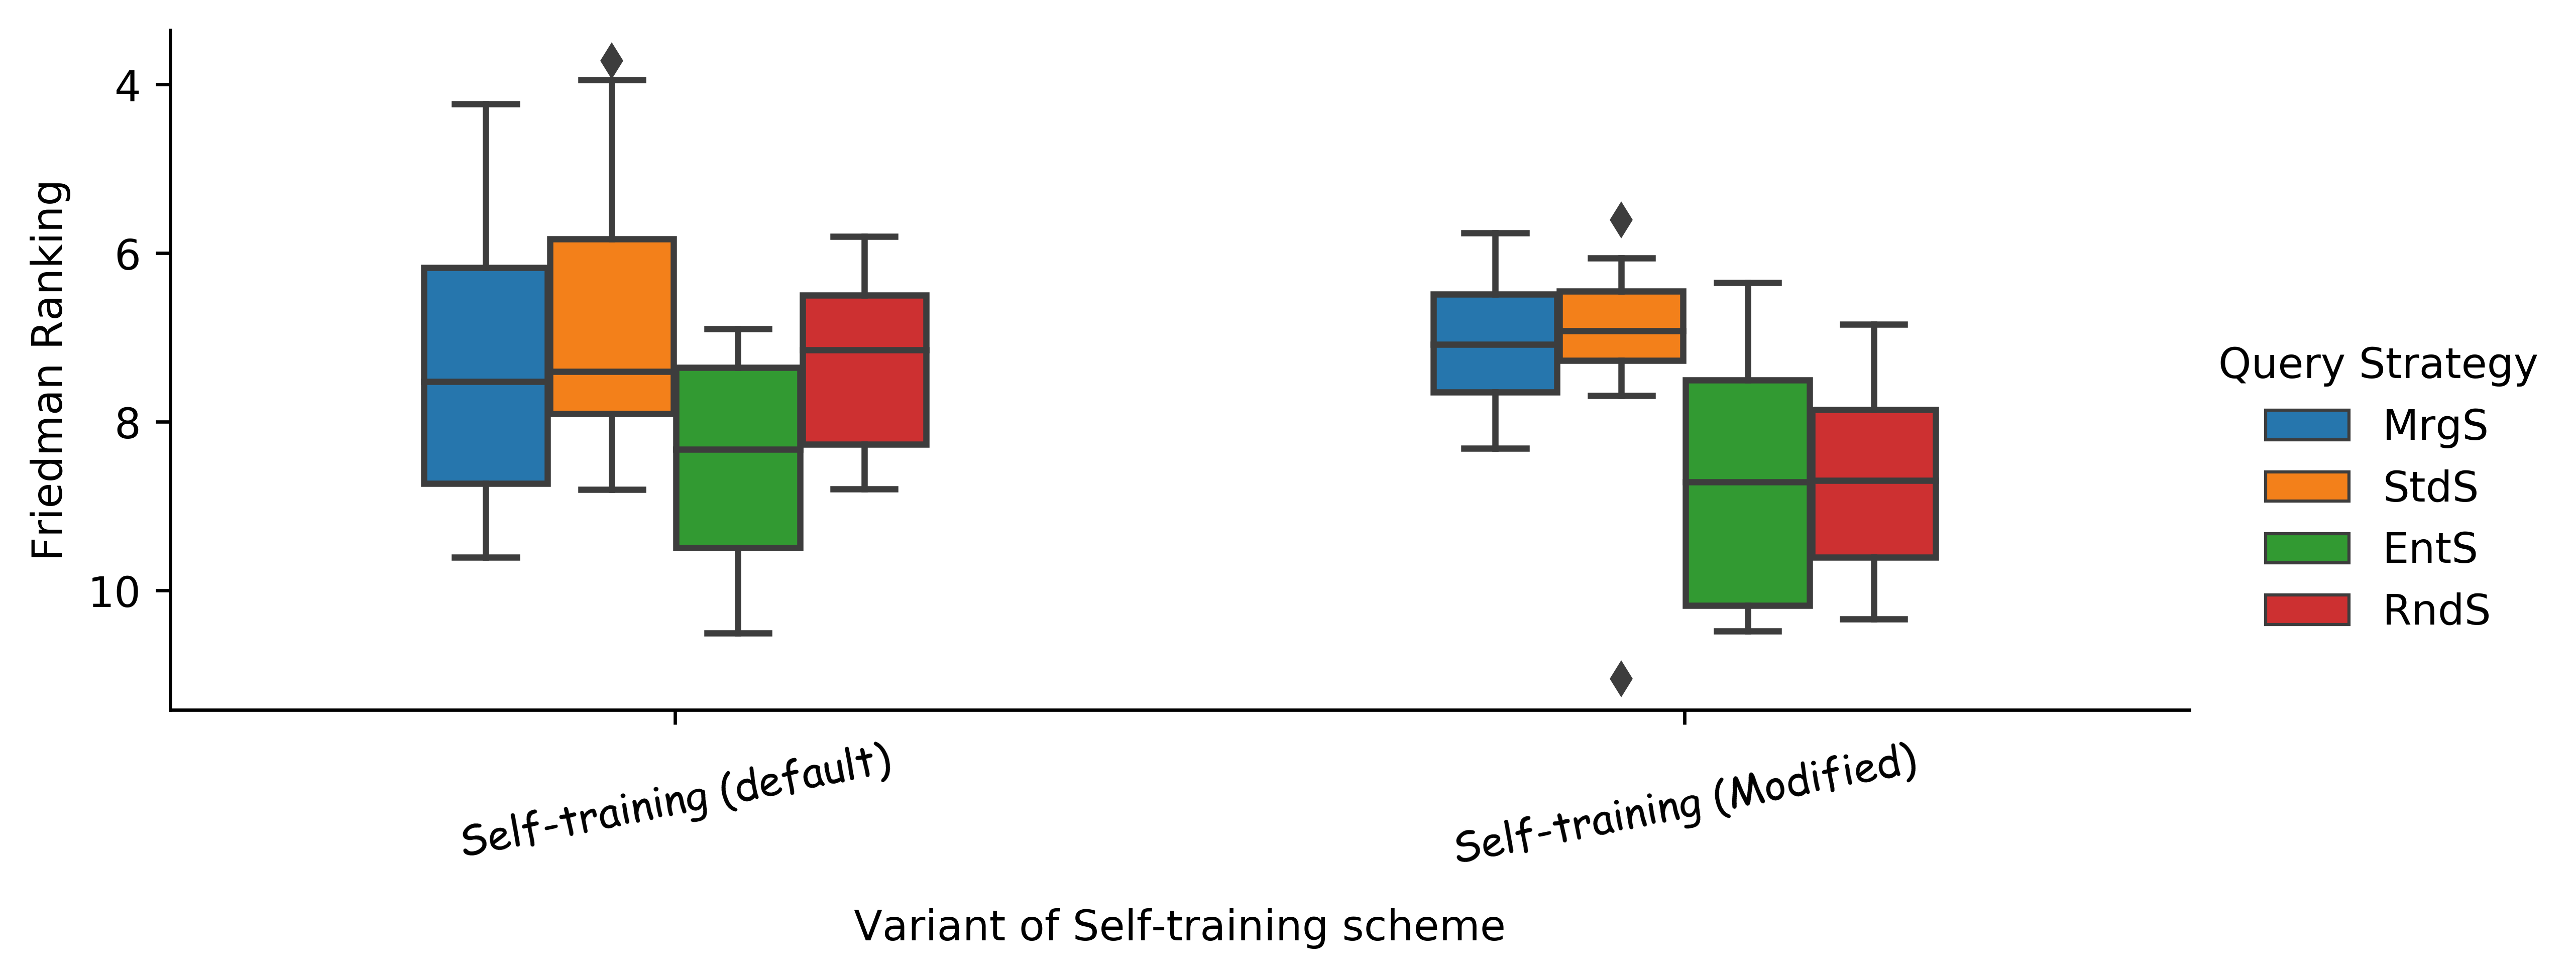 Friedman Ranking
4
6
8
10
Self-training (default)
Self-training (Modified)
Variant of Self-training scheme
Query Strategy
MrgS
StdS
EntS
RndS